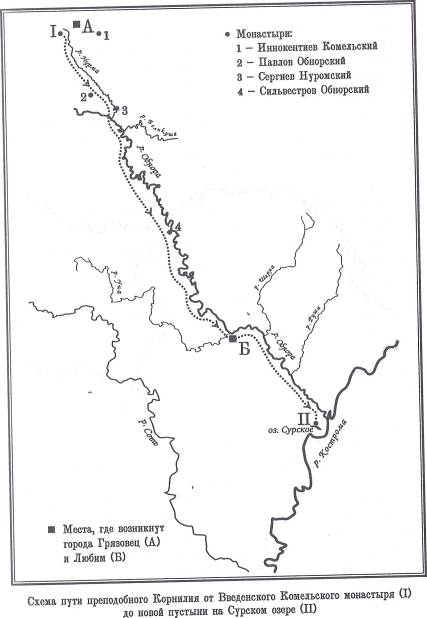 I
А
1
Монастыри:
1 – Иннокентиев Комельский
2 – Павлов Обнорский
3 – Сергиев Нуромский
4 – Сильвестров Обнорский
р. Нурма
2
3
р. Обнора
4
р. Шарна
р. Уча
р. Обнора
Б
II
оз. Сурское
р. Кострома
р. Соть
Места, где возникнут
города Грязовец (А)
и Любим (Б)
Схема пути преподобного Корнилия от Введенского Комельского монастыря (I)
до новой пустыни на Сурском озере (II)